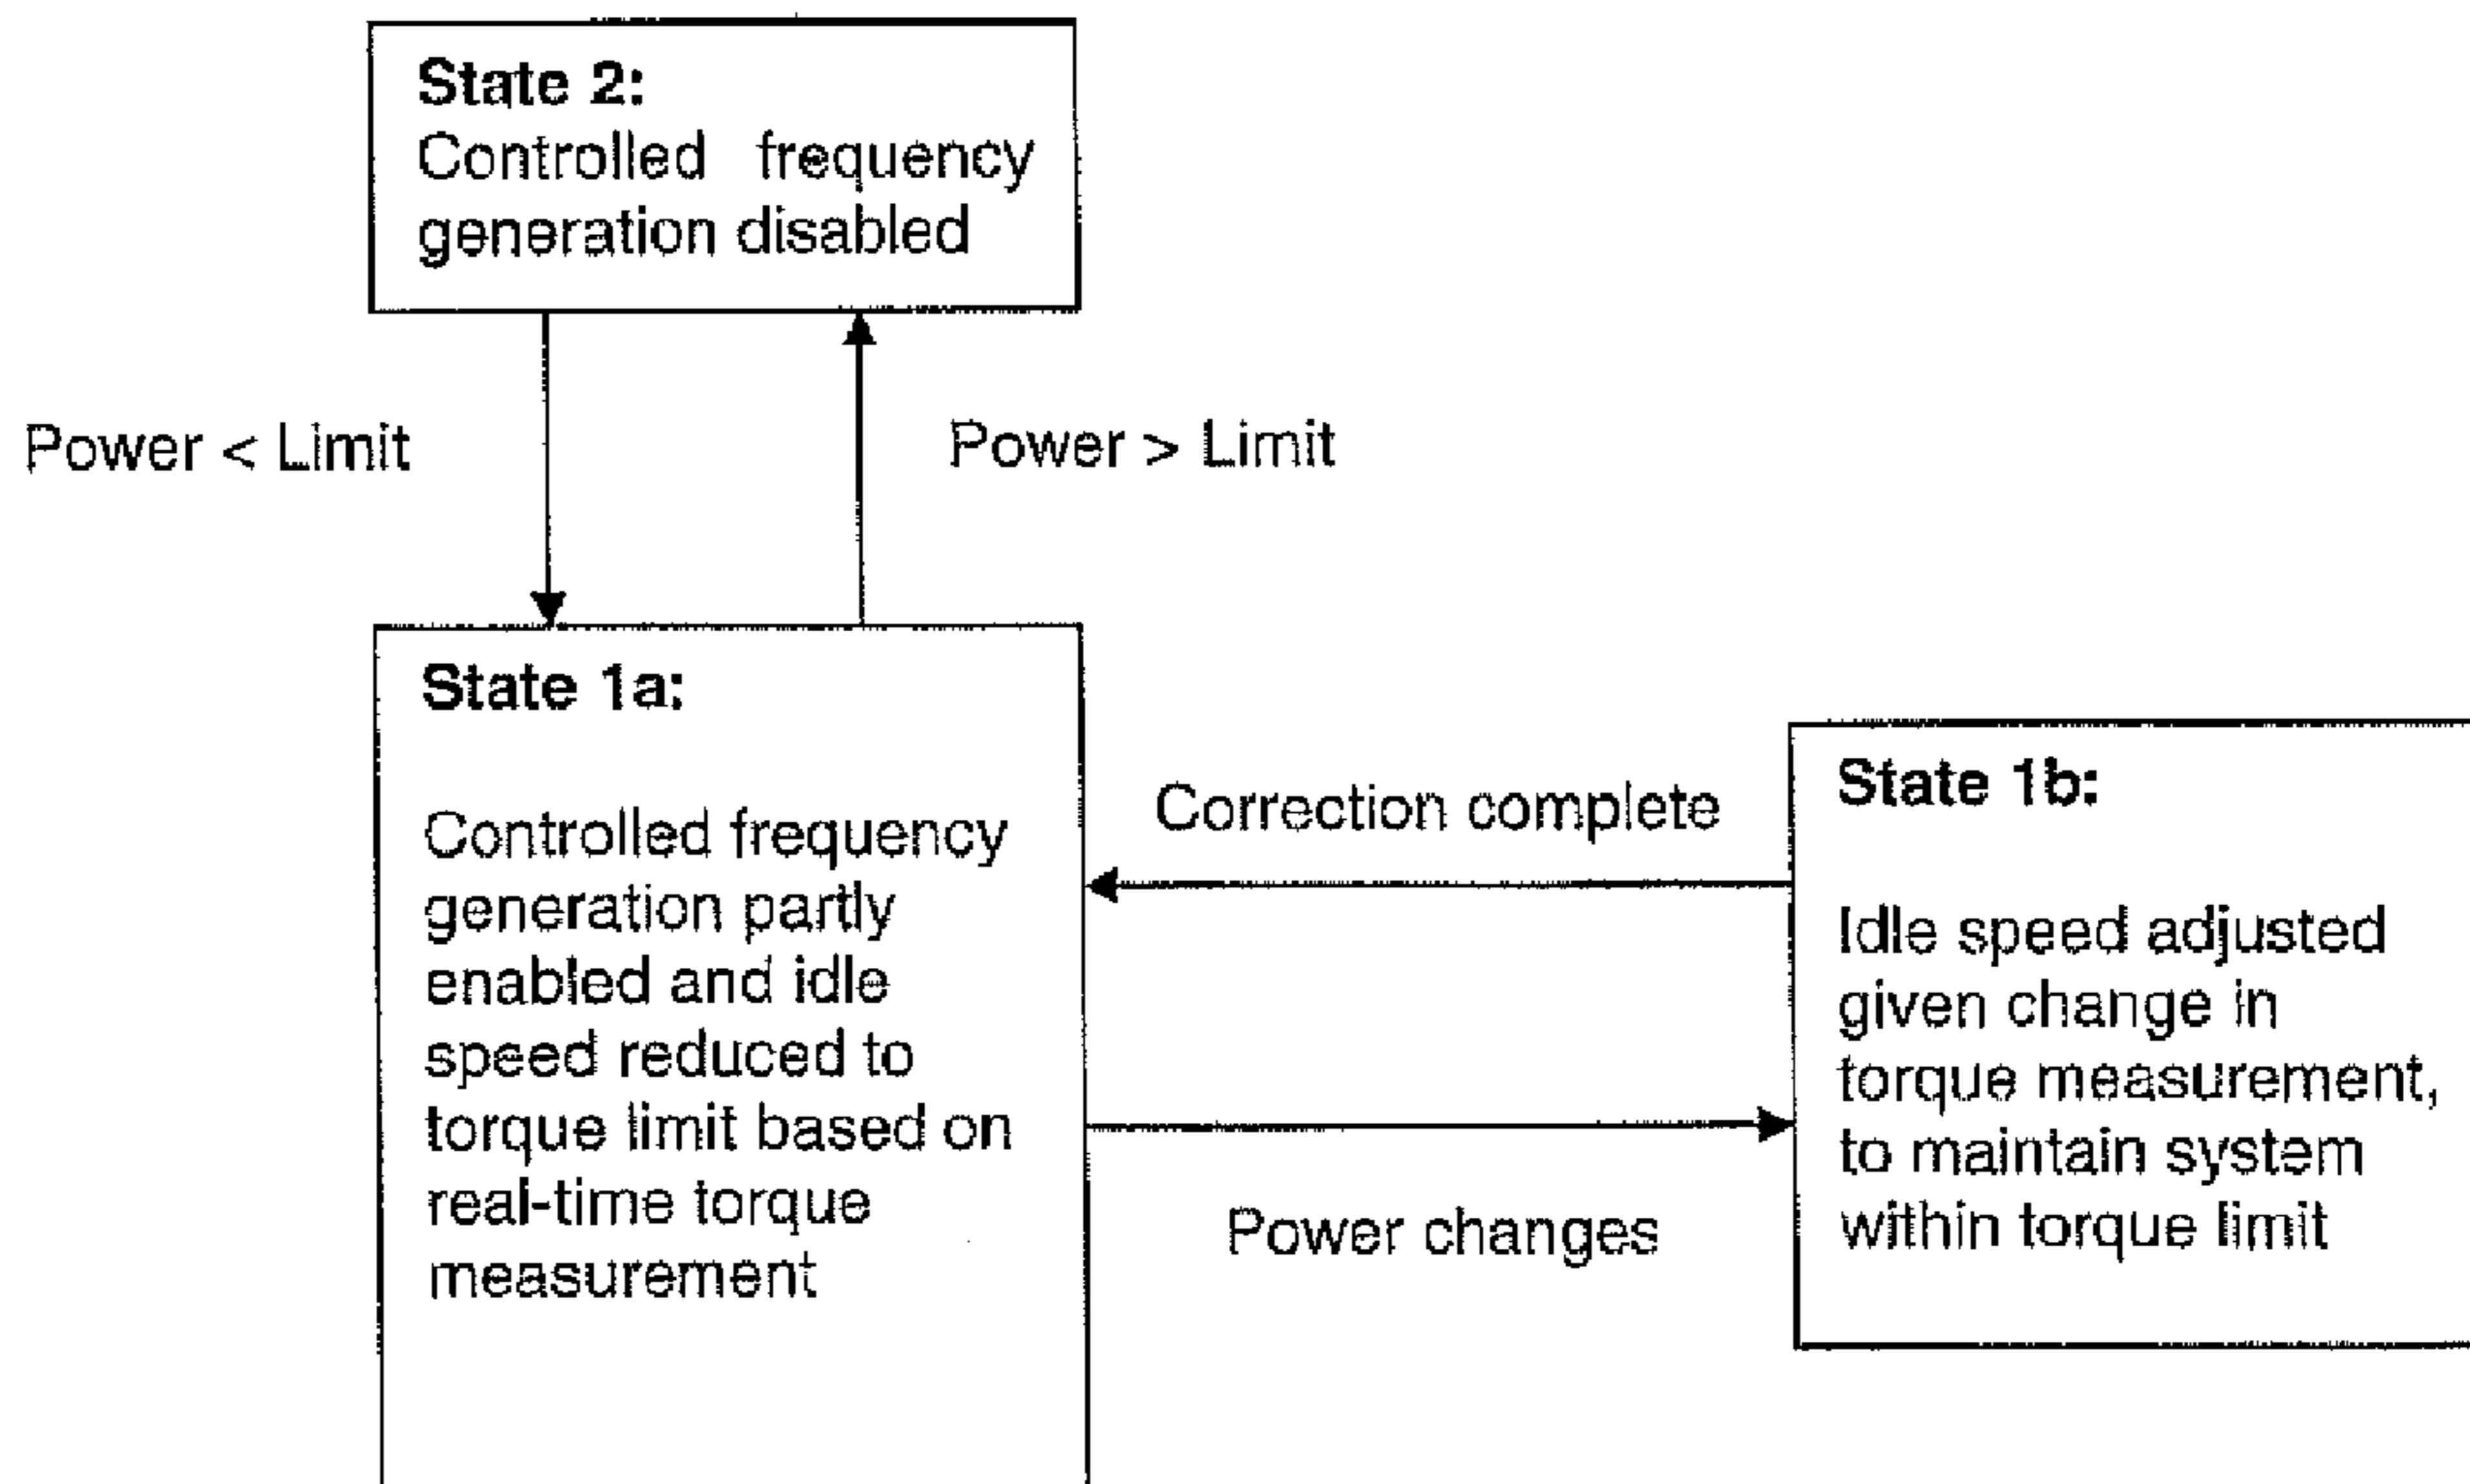 State 2:
Controlled frequency
generation disabled
Power < Limit
Power > Limit
State 1a:
Controlled frequency
generation partly
enabled and idle
speed reduced to
torque limit based on
real-time torque
measurement
Correction complete
Power changes
State 1b:
Idle speed adjusted
given change in
torque measurement,
to maintain system
within torque limit